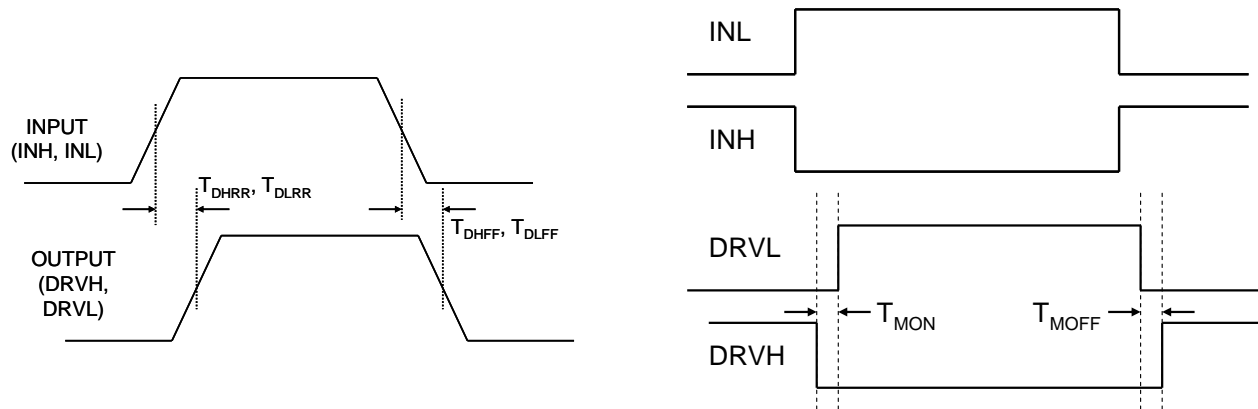 INPUT
(INH, INL)
TDHRR, TDLRR
TDHFF, TDLFF
OUTPUT
(DRVH,
DRVL)
INL
INH
DRVL
TMON
TMOFF
DRVH